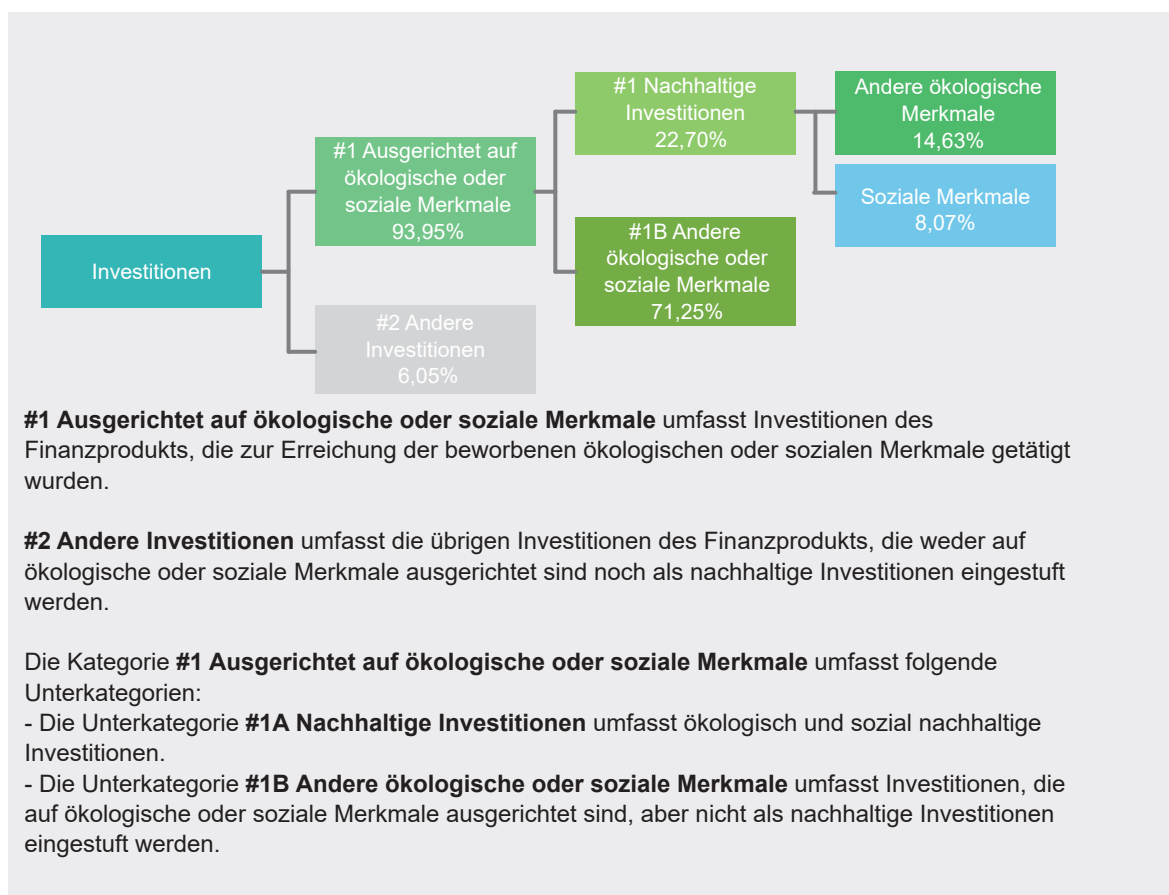 #1 Nachhaltige
Investitionen
22,70%
Andere ökologische
Merkmale
14,63%
#1 Ausgerichtet auf
ökologische oder
soziale Merkmale
93,95%
Soziale Merkmale
8,07%
#1B Andere
ökologische oder
soziale Merkmale
71,25%
Investitionen
#2 Andere
Investitionen
6,05%
#1 Ausgerichtet auf ökologische oder soziale Merkmale umfasst Investitionen des
Finanzprodukts, die zur Erreichung der beworbenen ökologischen oder sozialen Merkmale getätigt
wurden.
#2 Andere Investitionen umfasst die übrigen Investitionen des Finanzprodukts, die weder auf
ökologische oder soziale Merkmale ausgerichtet sind noch als nachhaltige Investitionen eingestuft
werden.
Die Kategorie #1 Ausgerichtet auf ökologische oder soziale Merkmale umfasst folgende
Unterkategorien:
- Die Unterkategorie #1A Nachhaltige Investitionen umfasst ökologisch und sozial nachhaltige
Investitionen.
- Die Unterkategorie #1B Andere ökologische oder soziale Merkmale umfasst Investitionen, die
auf ökologische oder soziale Merkmale ausgerichtet sind, aber nicht als nachhaltige Investitionen
eingestuft werden.